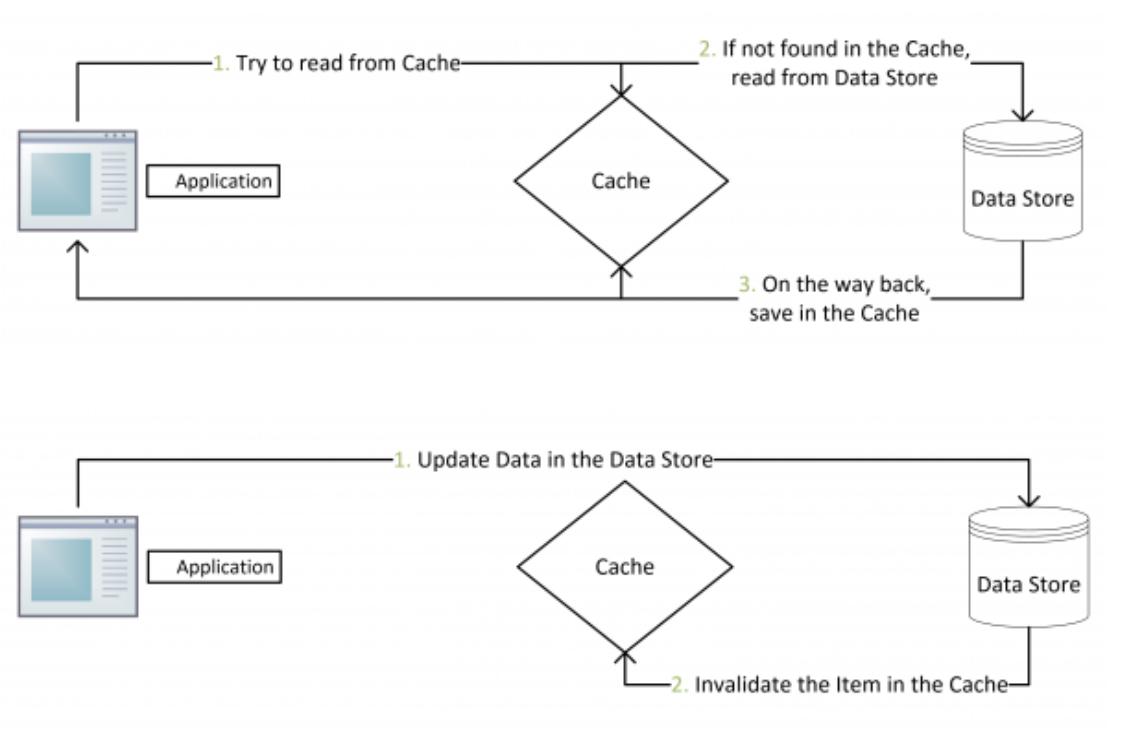 1. Try to read from Cache
2. If not found in the Cache,
read from Data Store
Application
Cache
Data Store
3. On the way back,
save in the Cache
1. Update Data in the Data Store
Application
Cache
Data Store
2. Invalidate the Item in the Cache